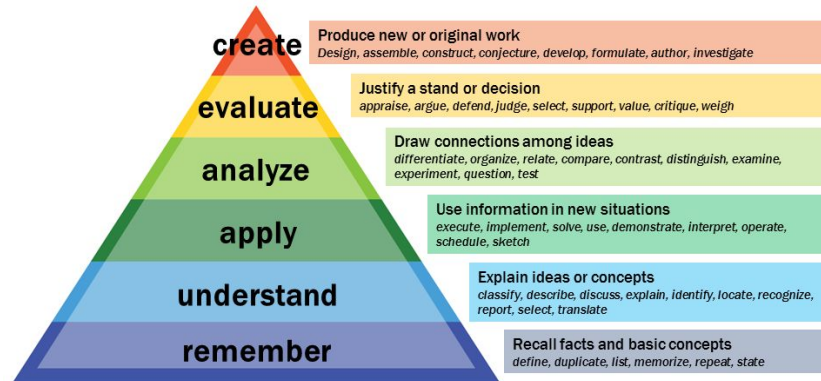 create
Produce new or original work
Design, assemble, construct, conjecture, develop, formulate, author, investigate
evaluate
Justify a stand or decision
appraise, argue, defend, judge, select, support, value, critique, weigh
analyze
Draw connections among ideas
differentiate, organize, relate, compare, contrast, distinguish, examine,
experiment, question, test
apply
Use information in new situations
execute, implement, solve, use, demonstrate, interpret, operate,
schedule, sketch
understand
Explain ideas or concepts
classify, describe, discuss, explain, identify, locate, recognize,
report, select, translate
remember
Recall facts and basic concepts
define, duplicate, list, memorize, repeat, state